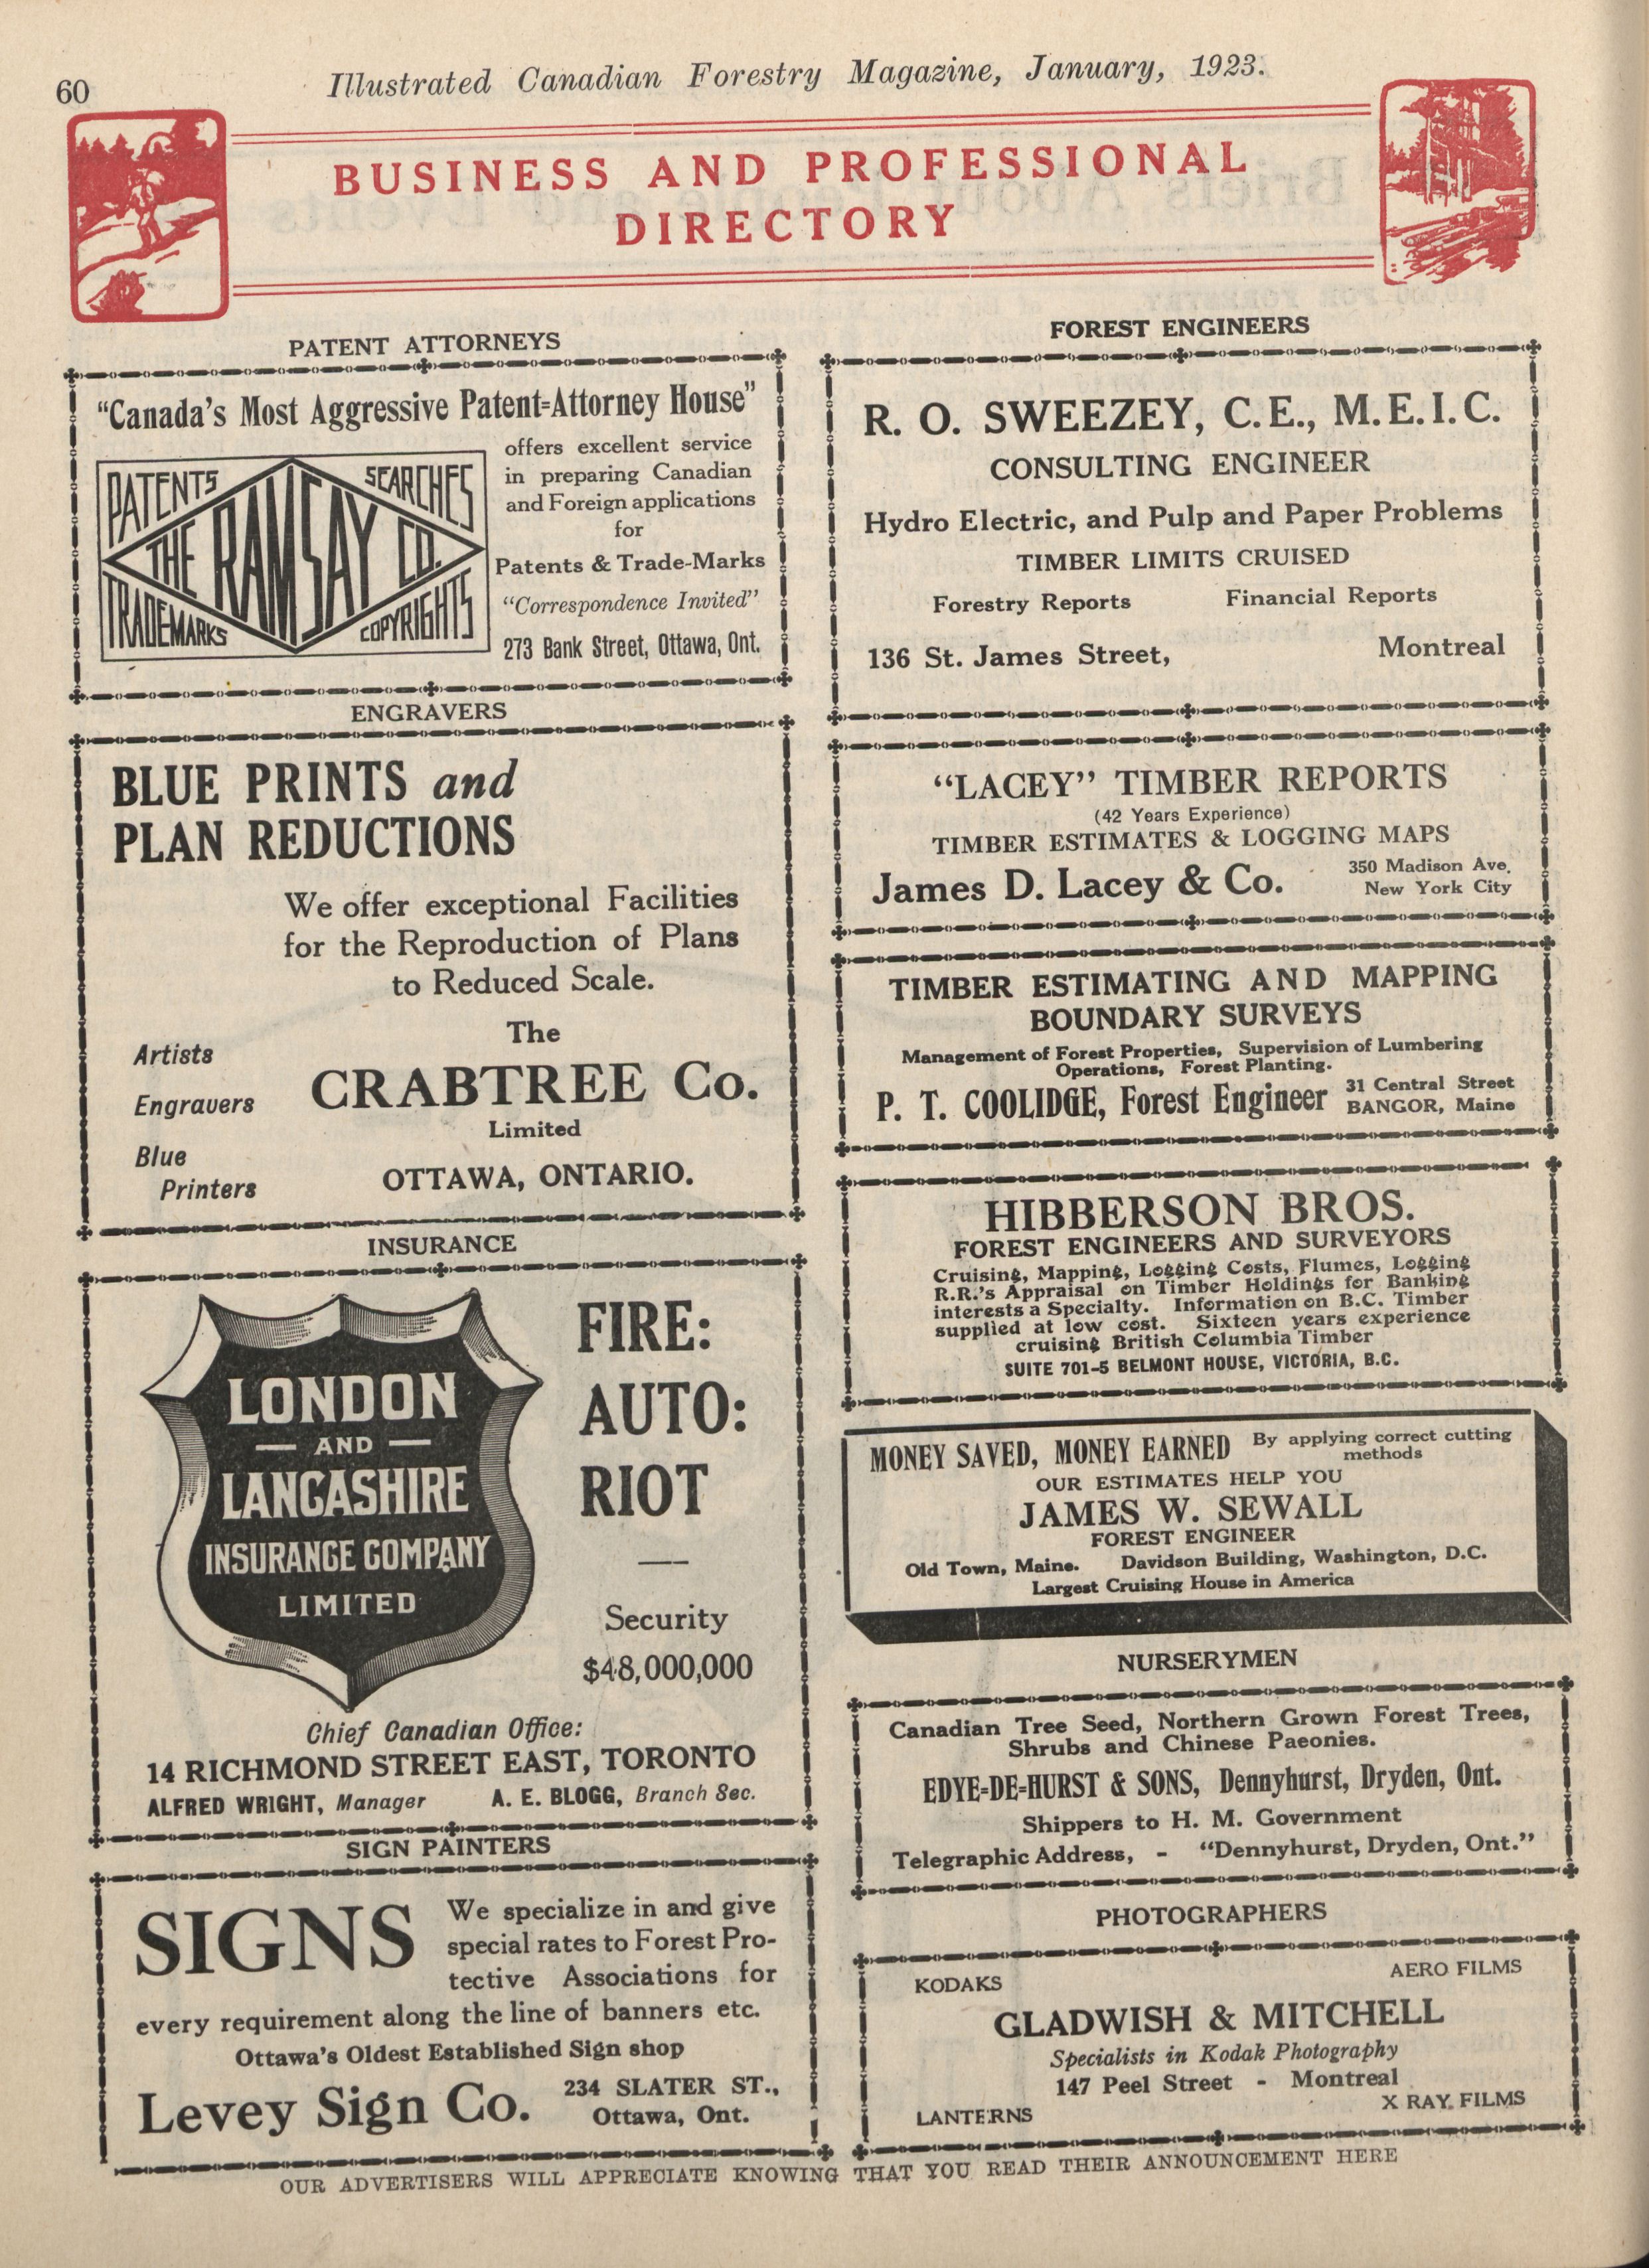 60
Illustrated Canadian Forestry Magazine, January, 1923.
BUSINESS AND PROFESSIONAL
DIRECTORY
PATENT ATTORNEYS
"Canada's Most Aggressive Patent-Attorney House"
PATENTS
SEARCHES
THE RAMSAY CO.
TRADEMARKS
COPYRIGHTS
offers excellent service
in preparing Canadian
and Foreign applications
for
Patents & Trade-Marks
"Correspondence Invited"
273 Bank Street, Ottawa, Ont.
ENGRAVERS
BLUE PRINTS and
PLAN REDUCTIONS
We offer exceptional Facilities
for the Reproduction of Plans
to Reduced Scale.
Artists
Engravers
Blue
Printers
The
CRABTREE Co.
Limited
OTTAWA, ONTARIO.
INSURANCE
LONDON
AND
LANCASHIRE
INSURANCE COMPANY
LIMITED
FIRE:
AUTO:
RIOT
Security
$48,000,000
Chief Canadian Office:
14 RICHMOND STREET EAST, TORONTO
ALFRED WRIGHT, Manager A. E. BLOGG, Branch Sec.
SIGN PAINTERS
SIGNS
We specialize in and give
special rates to Forest Pro-
tective Associations for
every requirement along the line of banners etc.
Ottawa's Oldest Established Sign shop
Levey Sign Co.
234 SLATER ST.,
Ottawa, Ont.
FOREST ENGINEERS
R. O. SWEEZEY, C.E., M.E.I.C.
CONSULTING ENGINEER
Hydro Electric, and Pulp and Paper Problems
TIMBER LIMITS CRUISED
Forestry Reports Financial Reports
136 St. James Street, Montreal
"LACEY" TIMBER REPORTS
(42 Years Experience)
TIMBER ESTIMATES & LOGGING MAPS
James D. Lacey & Co.
350 Madison Ave.
New York City
TIMBER ESTIMATING AND MAPPING
BOUNDARY SURVEYS
Management of Forest Properties, Supervision of Lumbering
Operations, Forest Planting.
P. T. COOLIDGE, Forest Engineer
31 Central Street
BANGOR, Maine
HIBBERSON BROS.
FOREST ENGINEERS AND SURVEYORS
Cruising, Mapping, Logging Costs, Flumes, Logging
R.R.'s Appraisal on Timber Holdings for Banking
interests a Specialty. Information on B.C. Timber
supplied at low cost. Sixteen years experience
cruising British Columbia Timber
SUITE 701-5 BELMONT HOUSE, VICTORIA, B.C.
MONEY SAVED, MONEY EARNED
By applying correct cutting
methods
OUR ESTIMATES HELP YOU
JAMES W. SEWALL
FOREST ENGINEER
Old Town, Maine. Davidson Building, Washington, D.C.
Largest Cruising House in America
NURSERYMEN
Canadian Tree Seed, Northern Grown Forest Trees,
Shrubs and Chinese Paeonies.
EDYE-DE-HURST & SONS, Dennyhurst, Dryden, Ont.
Shippers to H. M. Government
Telegraphic Address, - "Dennyhurst, Dryden, Ont."
PHOTOGRAPHERS
KODAKS AERO FILMS
GLADWISH & MITCHELL
Specialists in Kodak Photography
147 Peel Street - Montreal
LANTERNS X RAY FILMS
OUR ADVERTISERS WILL APPRECIATE KNOWING THAT YOU READ THEIR ANNOUNCEMENT HERE